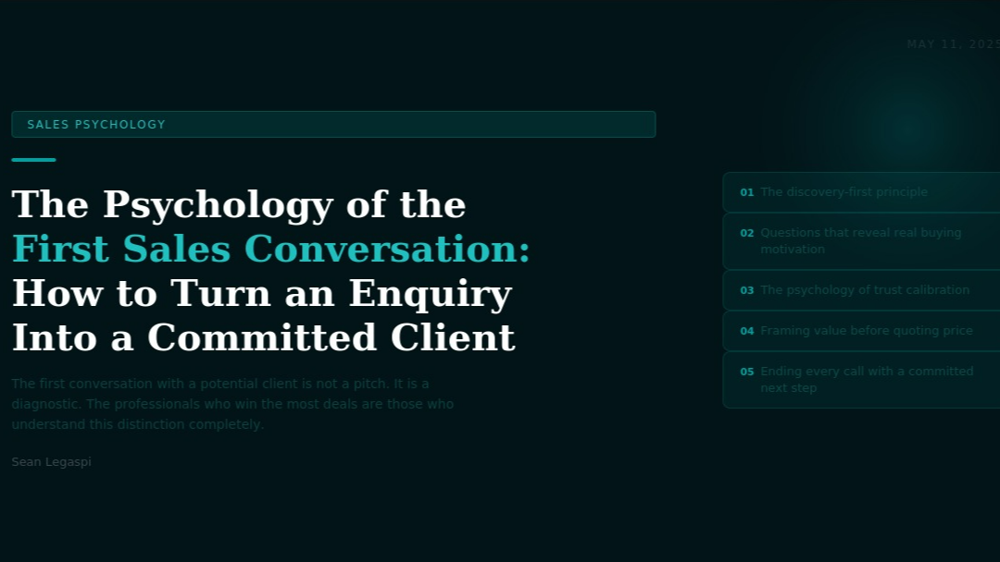 MAY 11, 2025
SALES PSYCHOLOGY
The Psychology of the
First Sales Conversation:
How to Turn an Enquiry
Into a Committed Client
The first conversation with a potential client is not a pitch. It is a
diagnostic. The professionals who win the most deals are those who
understand this distinction completely.
Sean Legaspi
01 The discovery-first principle
02 Questions that reveal real buying
motivation
03 The psychology of trust calibration
04 Framing value before quoting price
05 Ending every call with a committed
next step